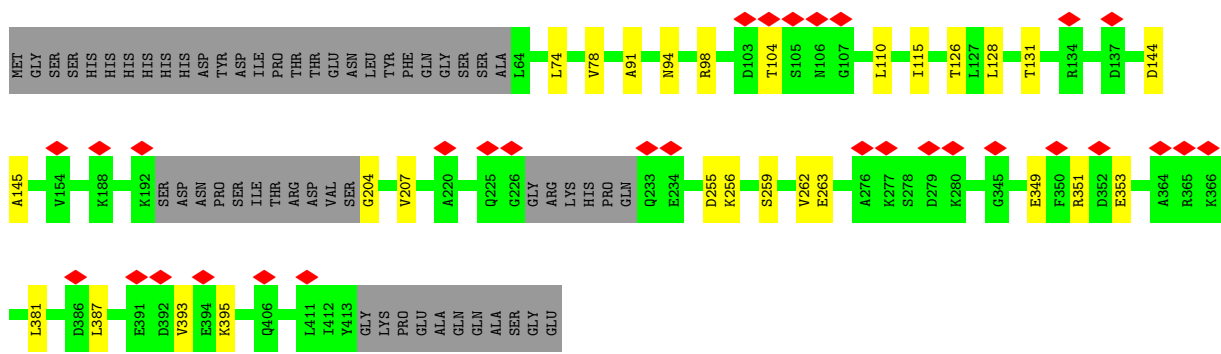 MET GLY SER SER HIS HIS HIS HIS HIS HIS ASP TYR ASP ILE PRO THR THR GLU ASN LEU TYR PHE GLN GLY SER SER ALA L64 L74 V78 A91 N94 R98 D103 T104 S105 N106 G107 L110 I115 T126 L127 L128 T131 R134 D137 D144
A145 V154 K188 K192 SER ASP ASN PRO SER ILE THR ARG ASP VAL SER G204 V207 A220 Q225 G226 GLY ARG LYS HIS PRO GLN Q233 E234 D255 K256 S259 V262 E263 A276 K277 S278 D279 K280 G345 E349 F350 R351 D352 E353 A364 R365 K366
L381 D386 L387 E391 D392 V393 E394 K395 Q406 L411 I412 Y413 GLY LYS PRO GLU ALA GLN GLN ALA SER GLY GLU